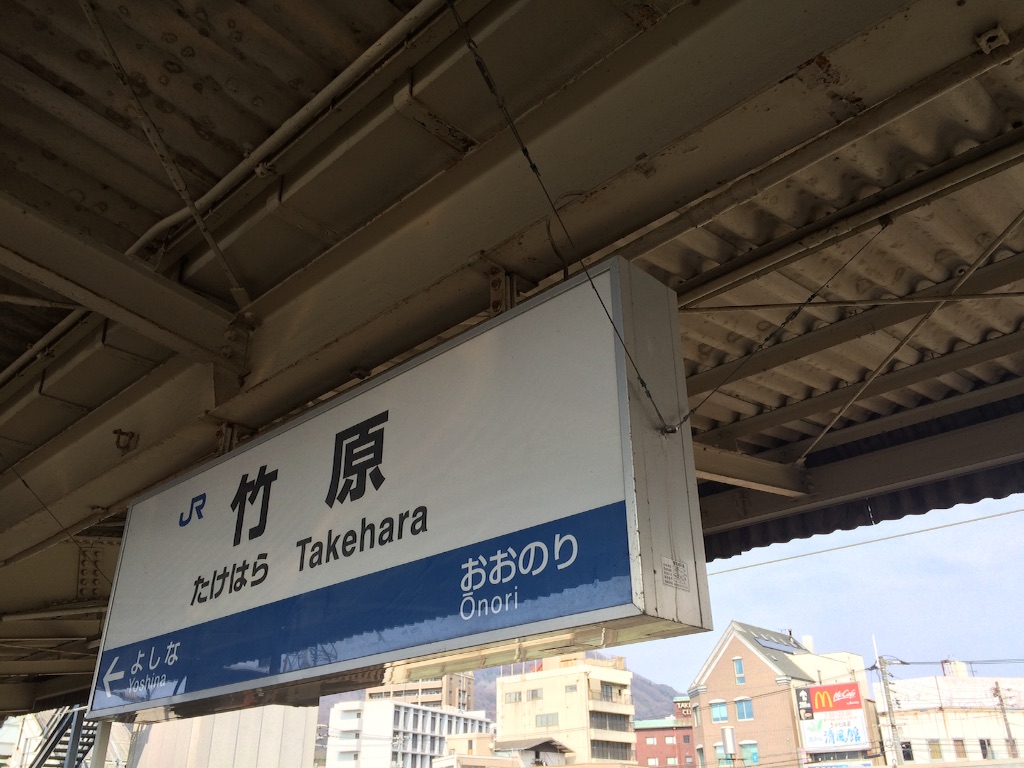 JR 竹原
たけはら Takehara
おおのり
Ōnori
よしな
Yoshina
McCafé
清風館